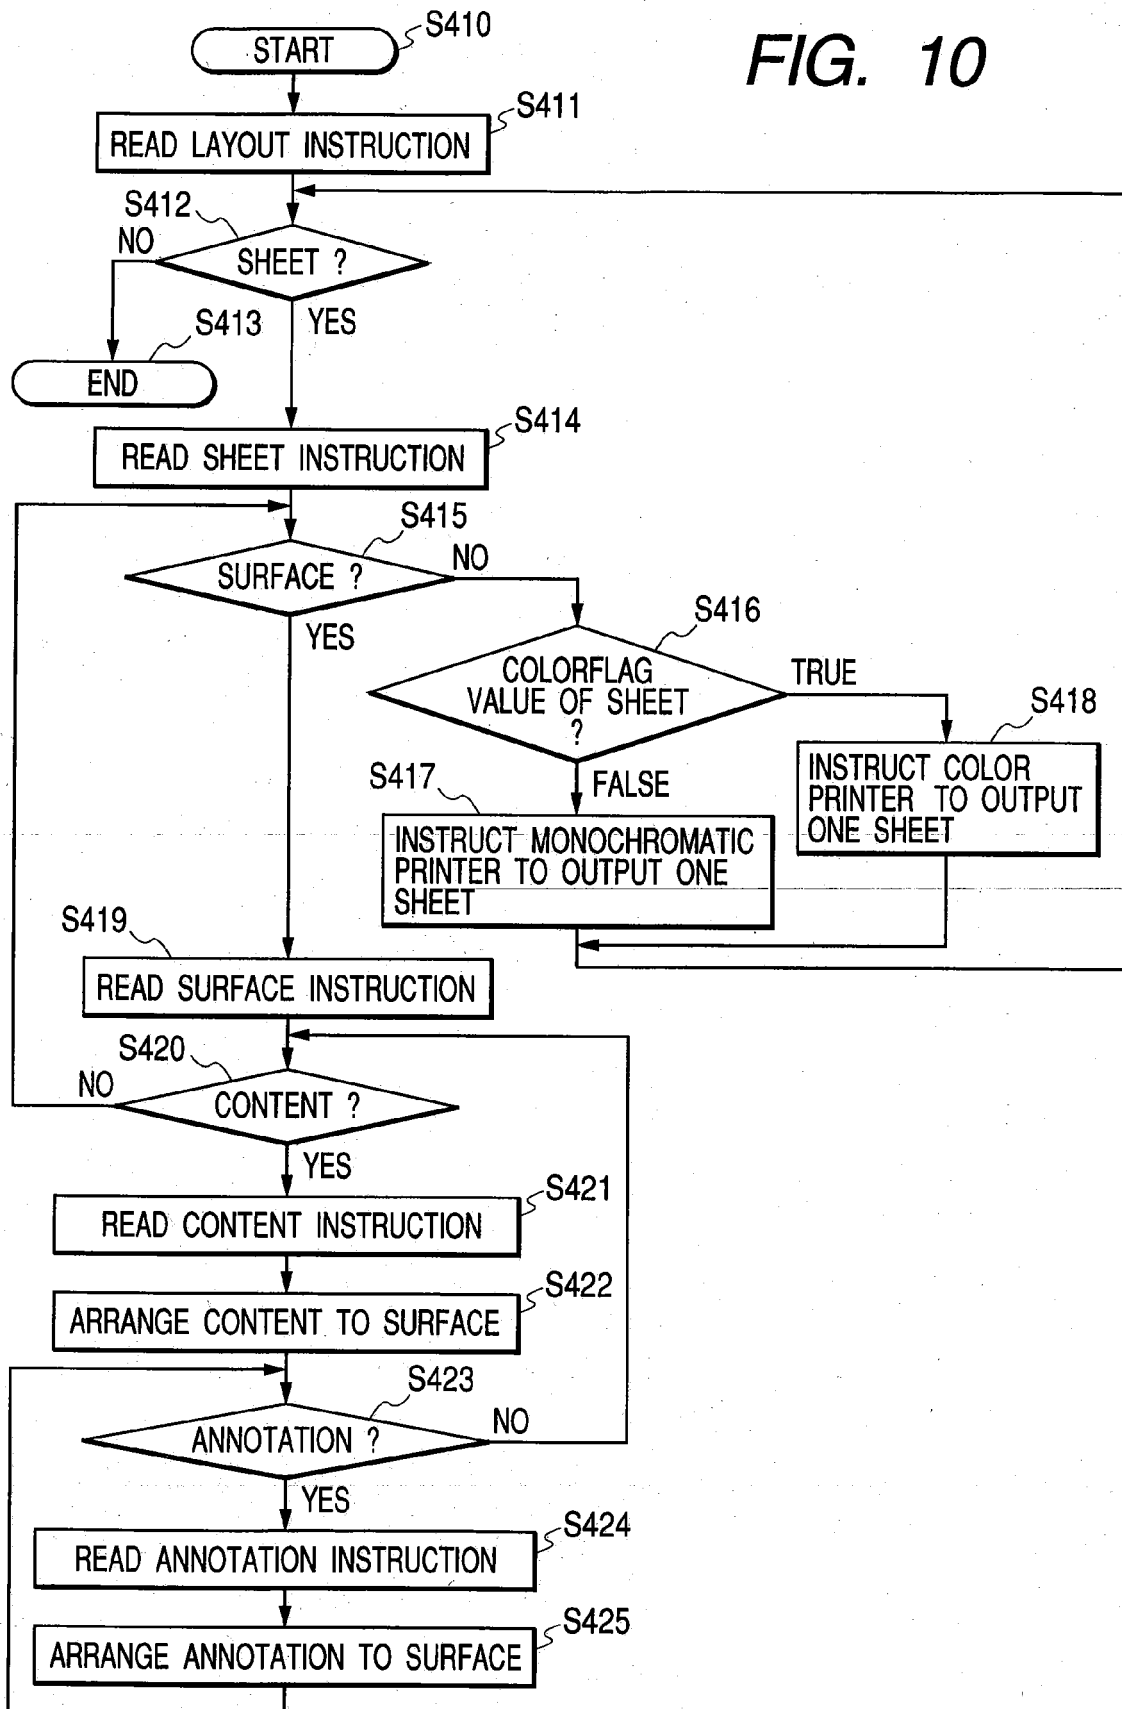 S410
START
FIG. 10
S411
READ LAYOUT INSTRUCTION
S412
NO
SHEET ?
YES
S413
END
S414
READ SHEET INSTRUCTION
S415
SURFACE ?
NO
YES
S416
COLORFLAG
VALUE OF SHEET
?
TRUE
S418
INSTRUCT COLOR
PRINTER TO OUTPUT
ONE SHEET
S417
FALSE
INSTRUCT MONOCHROMATIC
PRINTER TO OUTPUT ONE
SHEET
S419
READ SURFACE INSTRUCTION
S420
NO
CONTENT ?
YES
S421
READ CONTENT INSTRUCTION
S422
ARRANGE CONTENT TO SURFACE
S423
ANNOTATION ?
NO
YES
S424
READ ANNOTATION INSTRUCTION
S425
ARRANGE ANNOTATION TO SURFACE